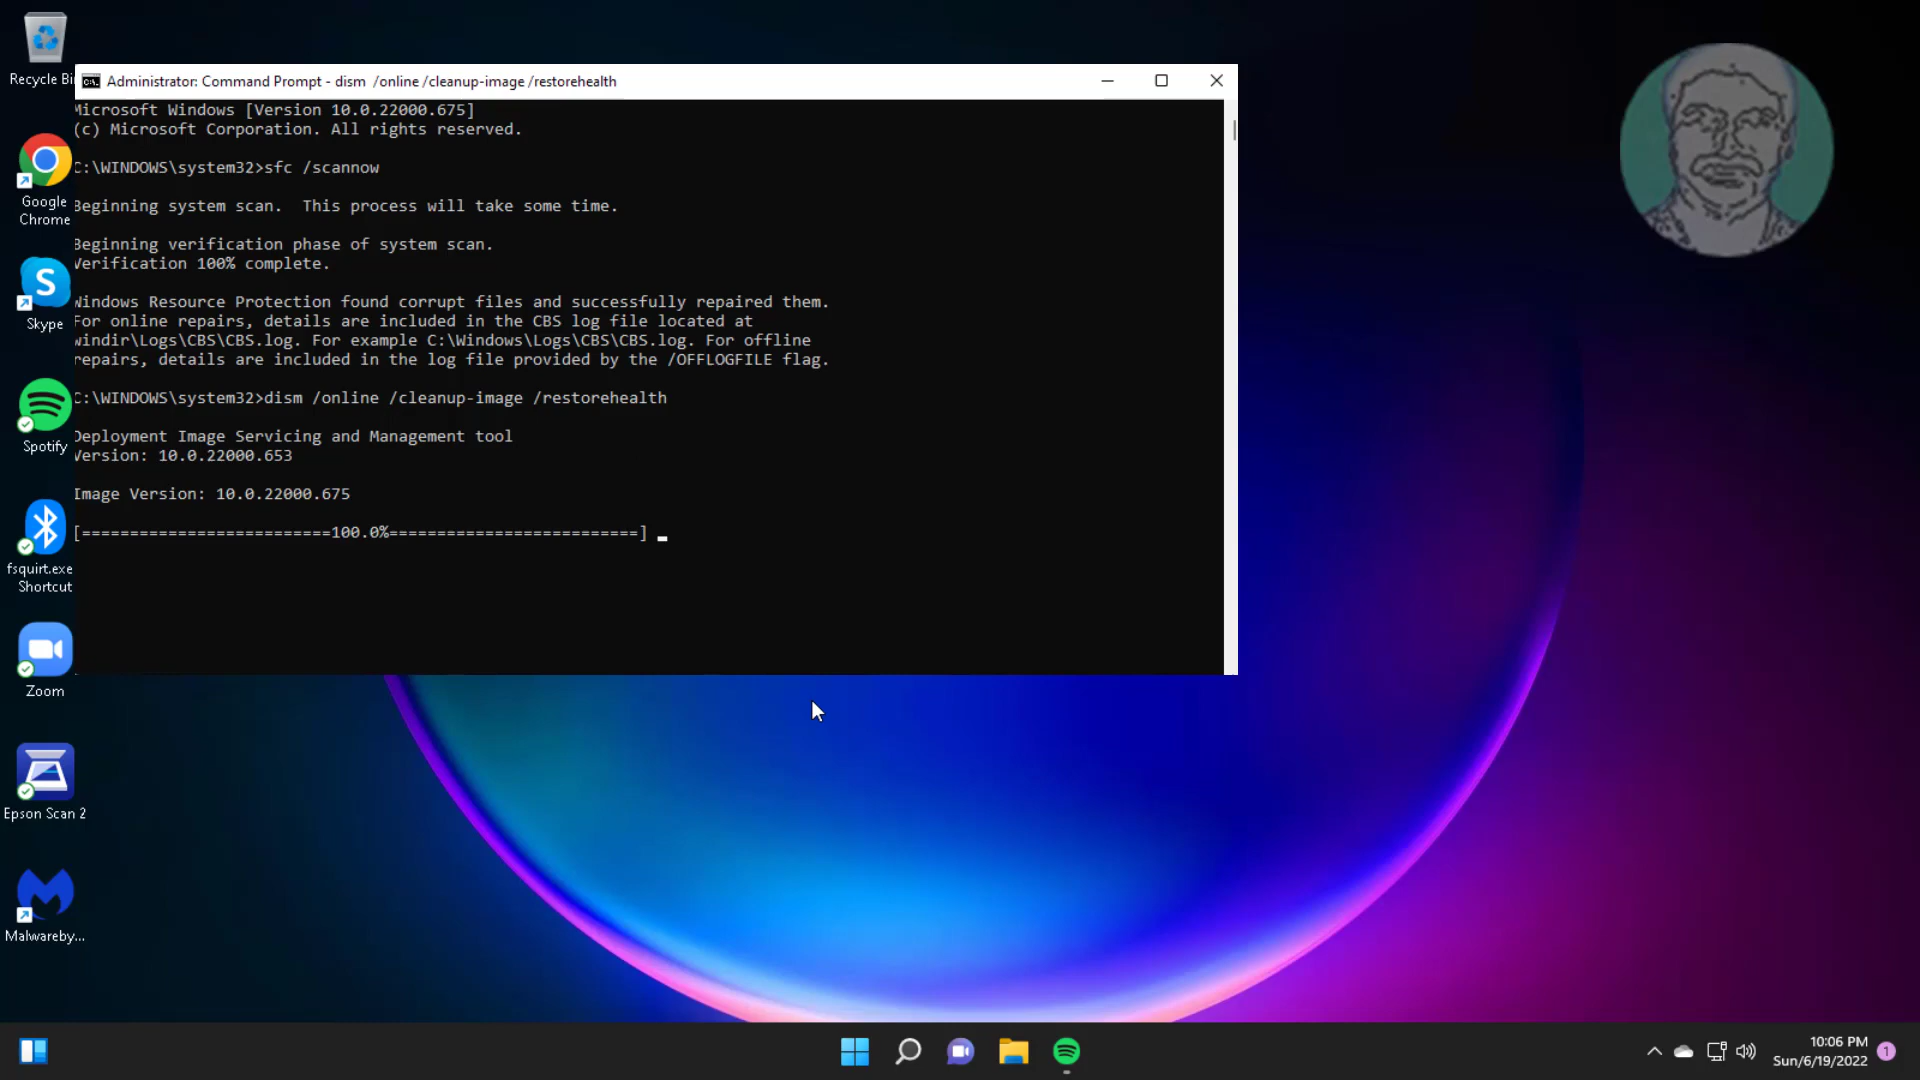 Recycle Bi
Administrator: Command Prompt - dism  /online /cleanup-image /restorehealth
Microsoft Windows [Version 10.0.22000.675]
(c) Microsoft Corporation. All rights reserved.
C:\WINDOWS\system32>sfc /scannow
Beginning system scan.  This process will take some time.
Beginning verification phase of system scan.
Verification 100% complete.
Windows Resource Protection found corrupt files and successfully repaired them.
For online repairs, details are included in the CBS log file located at
windir\Logs\CBS\CBS.log. For example C:\Windows\Logs\CBS\CBS.log. For offline
repairs, details are included in the log file provided by the /OFFLOGFILE flag.
C:\WINDOWS\system32>dism /online /cleanup-image /restorehealth
Deployment Image Servicing and Management tool
Version: 10.0.22000.653
Image Version: 10.0.22000.675
[==========================100.0%==========================]
Google
Chrome
Skype
Spotify
fsquirt.exe
Shortcut
Zoom
Epson Scan 2
Malwareby...
10:06 PM
Sun/6/19/2022
1